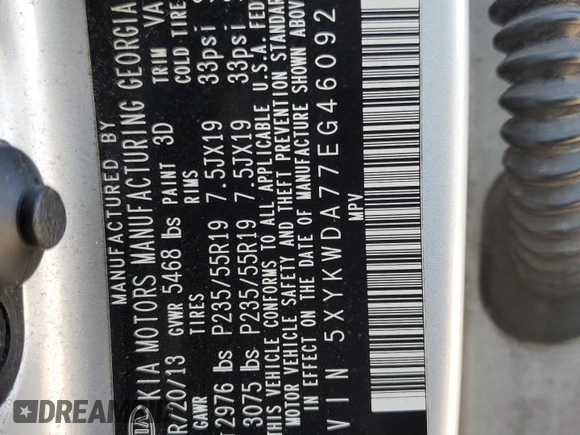 MANUFACTURED BY
KIA MOTORS MANUFACTURING GEORGIA
R/20/13 GVWR 5468 lbs PAINT 3D TRIM VA
GAWR TIRES RIMS COLD TIRE
2976 lbs P235/55R19 7.5JX19 33psi
3075 lbs P235/55R19 7.5JX19 33psi
THIS VEHICLE CONFORMS TO ALL APPLICABLE U.S.A. FED
MOTOR VEHICLE SAFETY AND THEFT PREVENTION STANDAR
IN EFFECT ON THE DATE OF MANUFACTURE SHOWN ABOVE
VIN 5XYKWDA77EG46092
MPV
DREAM